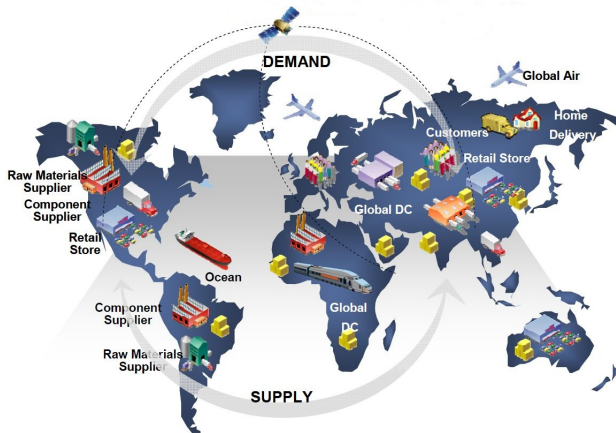 DEMAND
Global Air
Home
Delivery
Customers
Retail Store
Raw Materials
Supplier
Component
Supplier
Retail
Store
Global DC
Ocean
Component
Supplier
Global
DC
Raw Materials
Supplier
SUPPLY